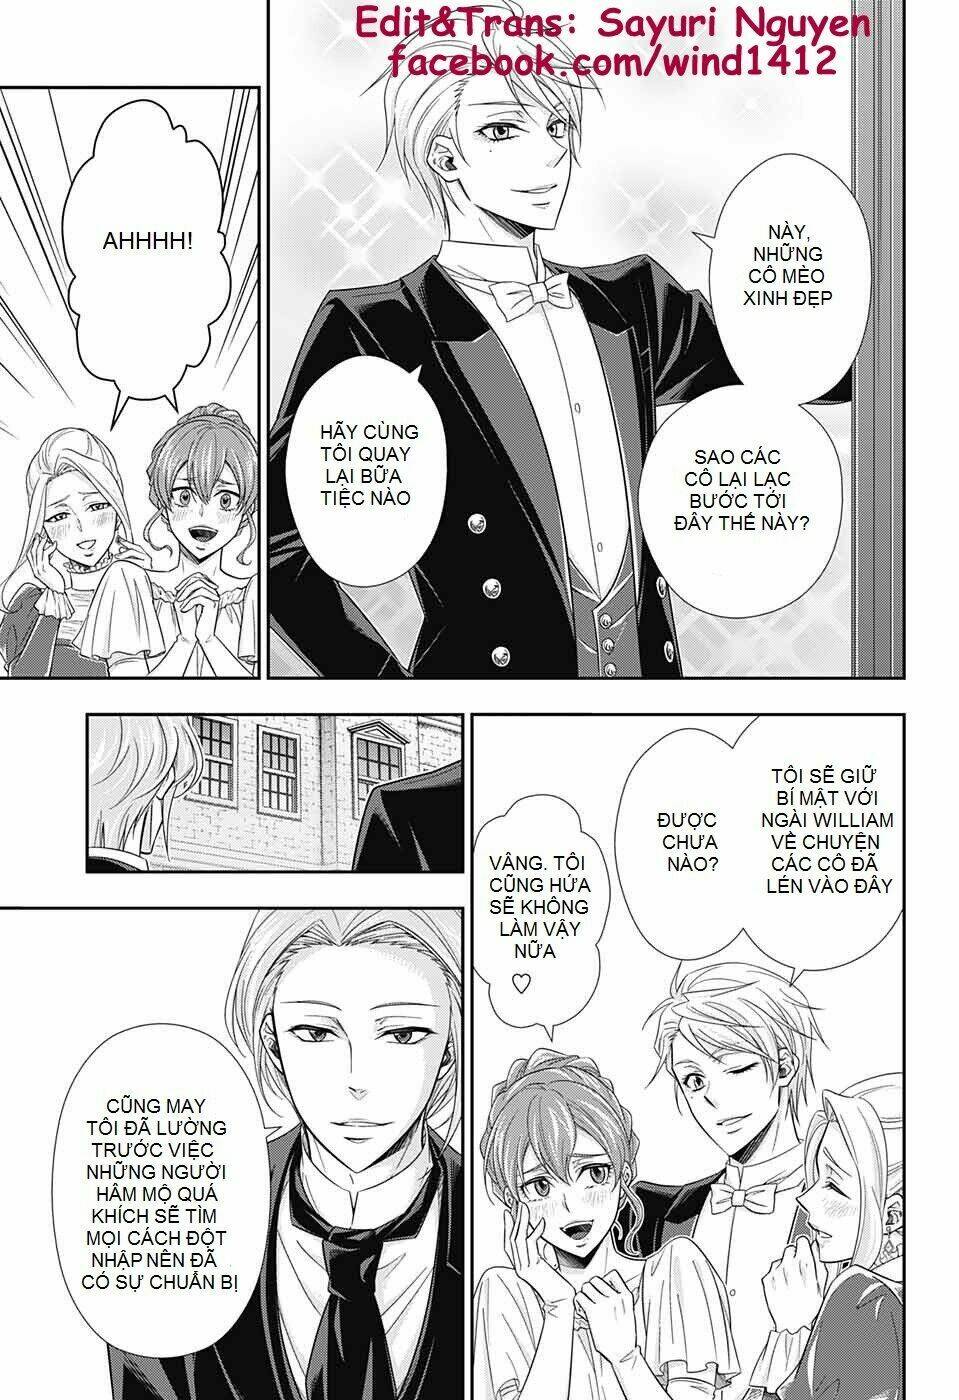 Edit&Trans: Sayuri Nguyen
facebook.com/wind1412
NÀY,
NHỮNG
CÔ MÈO
XINH ĐẸP
SAO CÁC
CÔ LẠI LẠC
BƯỚC TỚI
ĐÂY THẾ NÀY?
HÃY CÙNG
TÔI QUAY
LẠI BỮA
TIỆC NÀO
AHHHH!
TÔI SẼ GIỮ
BÍ MẬT VỚI
NGÀI WILLIAM
VỀ CHUYỆN
CÁC CÔ ĐÃ
LÉN VÀO ĐÂY
ĐƯỢC
CHƯA
NÀO?
VÂNG. TÔI
CŨNG HỨA
SẼ KHÔNG
LÀM VẬY
NỮA
♡
CŨNG MAY
TÔI ĐÃ LƯỜNG
TRƯỚC VIỆC
NHỮNG NGƯỜI
HÂM MỘ QUÁ
KHÍCH SẼ TÌM
MỌI CÁCH ĐỘT
NHẬP NÊN ĐÃ
CÓ SỰ CHUẨN BỊ